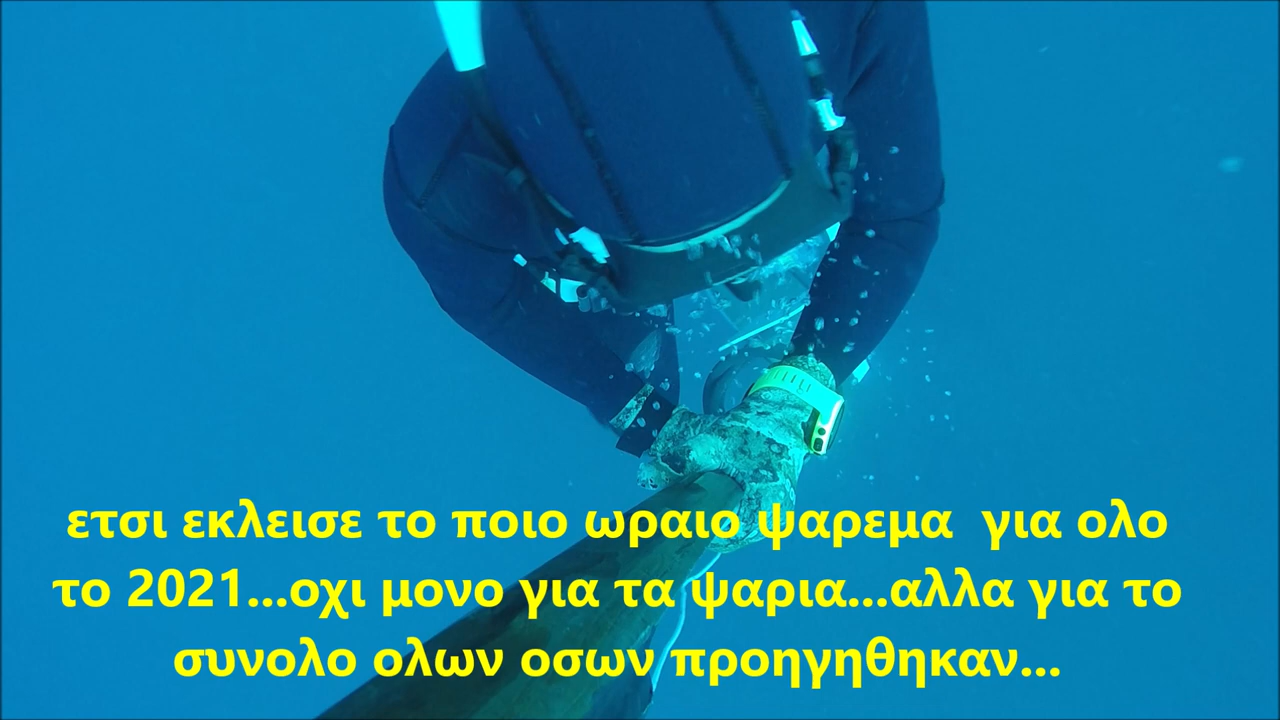 ετσι εκλεισε το ποιο ωραιο ψαρεμα  για ολο
το 2021...οχι μονο για τα ψαρια...αλλα για το
συνολο ολων οσων προηγηθηκαν...